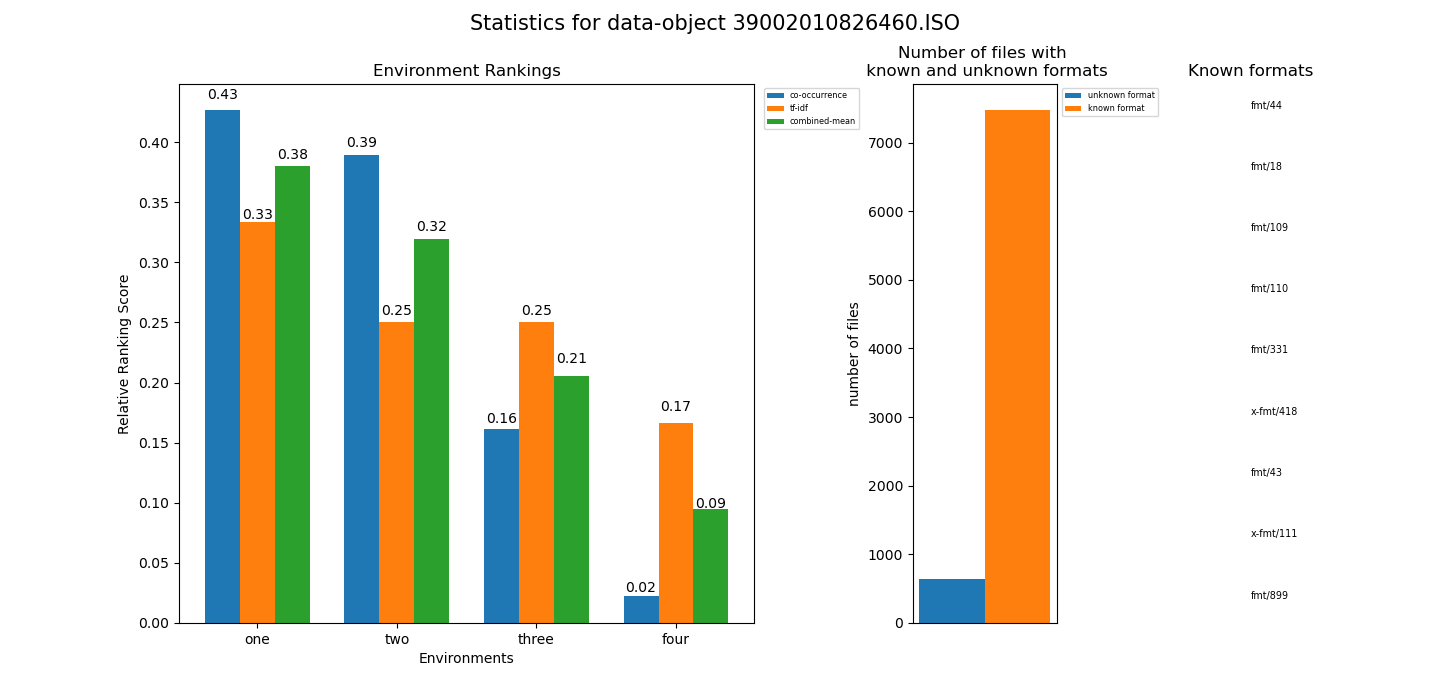 Statistics for data-object 39002010826460.ISO
Environment Rankings
0.43
0.33
0.38
0.39
0.25
0.32
0.16
0.25
0.21
0.02
0.17
0.09
0.40
0.35
0.30
0.25
0.20
0.15
0.10
0.05
0.00
Relative Ranking Score
one
two
three
four
Environments
co-occurrence
tf-idf
combined-mean
Number of files with
known and unknown formats
7000
6000
5000
4000
3000
2000
1000
0
number of files
unknown format
known format
Known formats
fmt/44
fmt/18
fmt/109
fmt/110
fmt/331
x-fmt/418
fmt/43
x-fmt/111
fmt/899